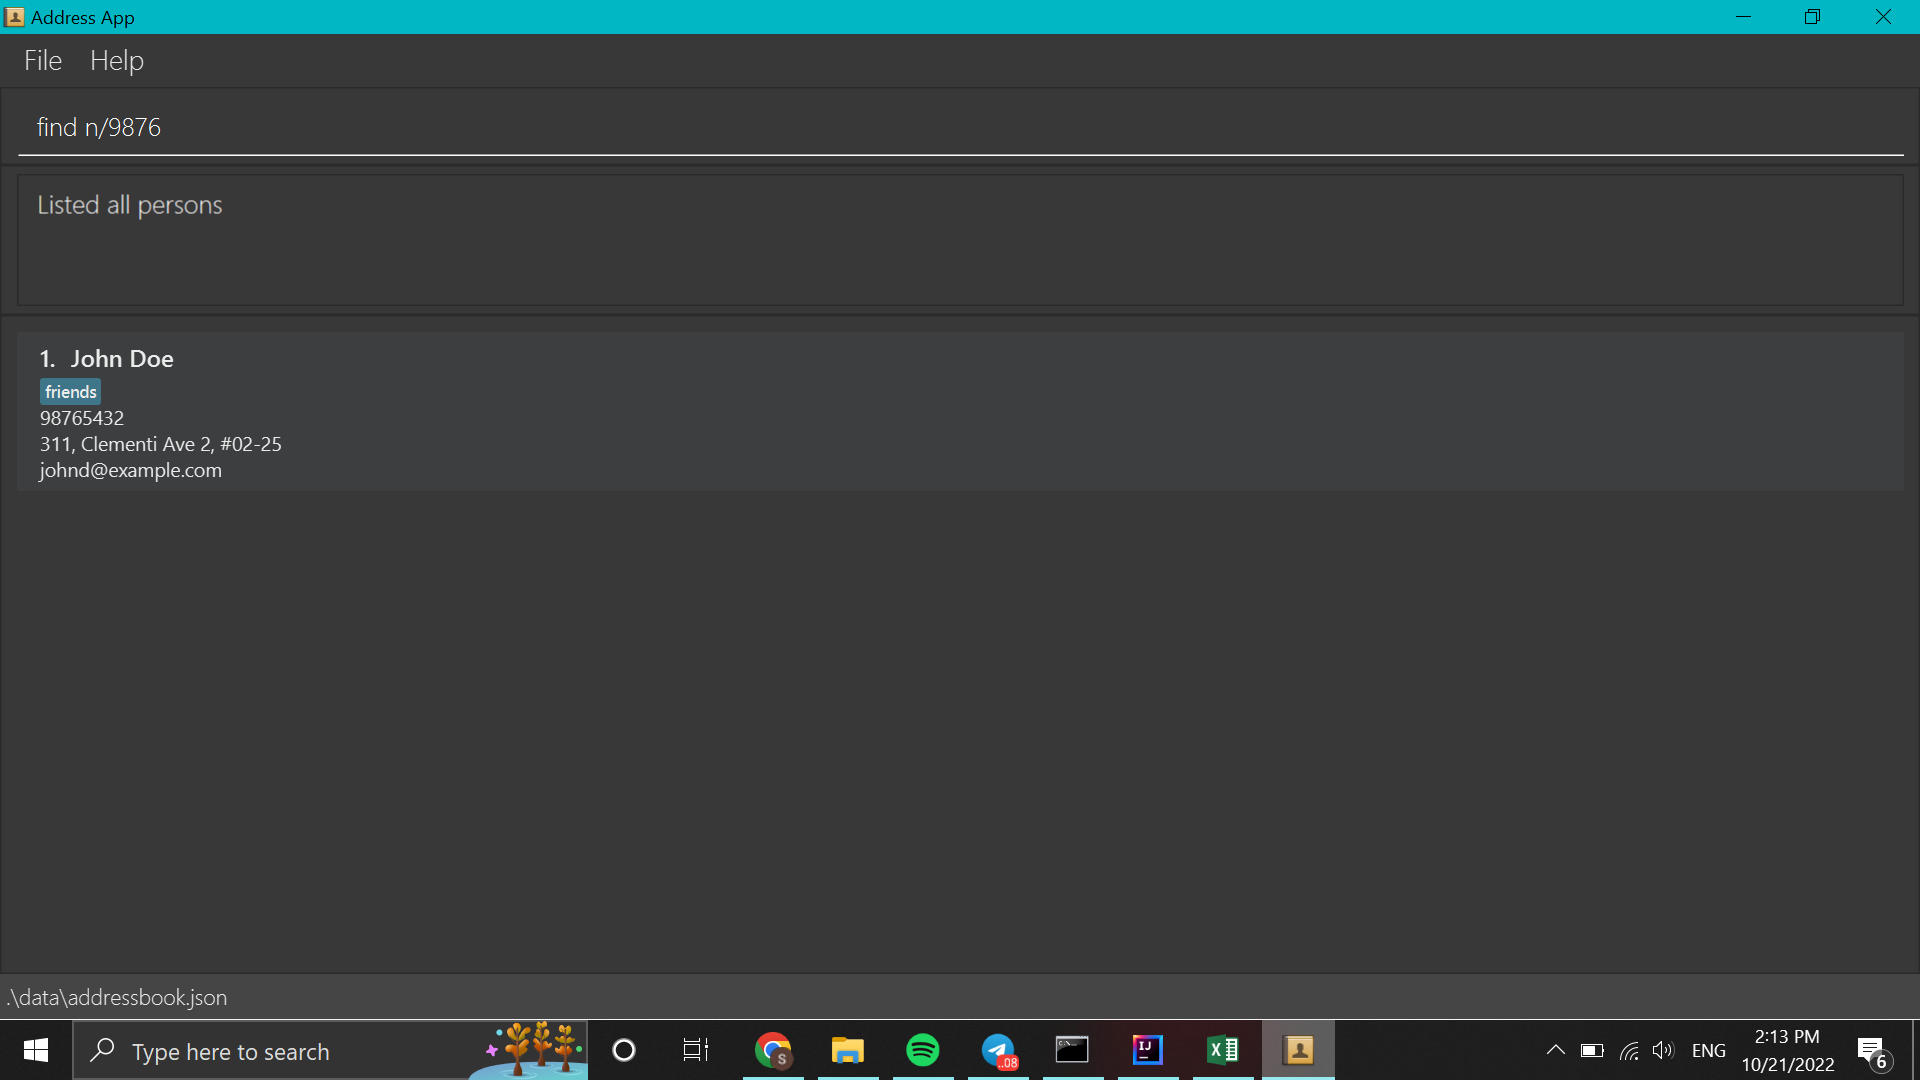 Address App
File Help
find n/9876
Listed all persons
1. John Doe
friends
98765432
311, Clementi Ave 2, #02-25
johnd@example.com
.\data\addressbook.json
Type here to search
S
..08
C:\
IJ
X
ENG
2:13 PM
10/21/2022
6